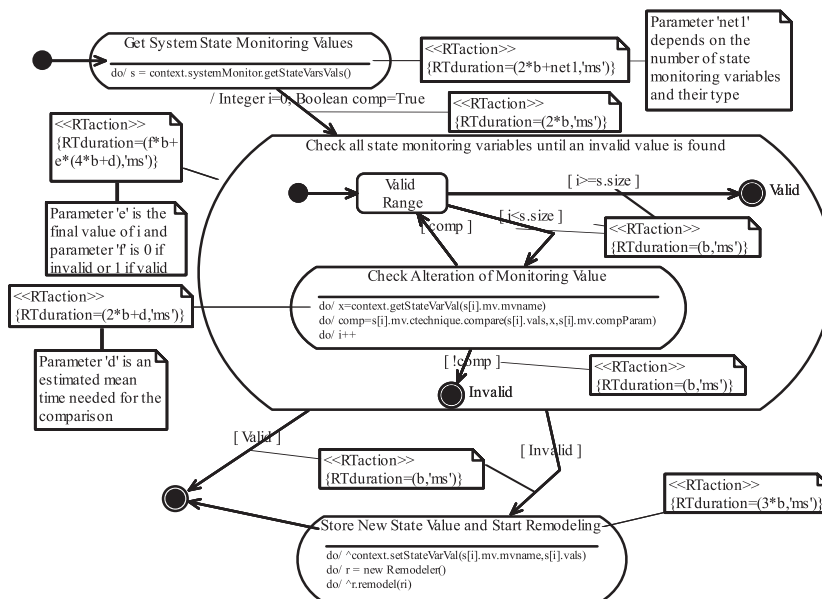 Get System State Monitoring Values
do/ s = context.systemMonitor.getStateVarsVals()
<<RTaction>>
{RTduration=(2*b+net1,'ms')}
Parameter 'net1'
depends on the
number of state
monitoring variables
and their type
/ Integer i=0, Boolean comp=True
<<RTaction>>
{RTduration=(2*b,'ms')}
<<RTaction>>
{RTduration=(f*b+
e*(4*b+d),'ms')}
Parameter 'e' is the
final value of i and
parameter 'f' is 0 if
invalid or 1 if valid
Check all state monitoring variables until an invalid value is found
Valid
Range
[ i>=s.size ]
Valid
[ comp ]
[ i<s.size ]
<<RTaction>>
{RTduration=(b,'ms')}
Check Alteration of Monitoring Value
do/ x=context.getStateVarVal(s[i].mv.mvname)
do/ comp=s[i].mv.ctechnique.compare(s[i].vals,x,s[i].mv.compParam)
do/ i++
<<RTaction>>
{RTduration=(2*b+d,'ms')}
Parameter 'd' is an
estimated mean
time needed for the
comparison
[ !comp ]
<<RTaction>>
{RTduration=(b,'ms')}
Invalid
[ Valid ]
[ Invalid ]
<<RTaction>>
{RTduration=(b,'ms')}
<<RTaction>>
{RTduration=(3*b,'ms')}
Store New State Value and Start Remodeling
do/ ^context.setStateVarVal(s[i].mv.mvname,s[i].vals)
do/ r = new Remodeler()
do/ ^r.remodel(ri)